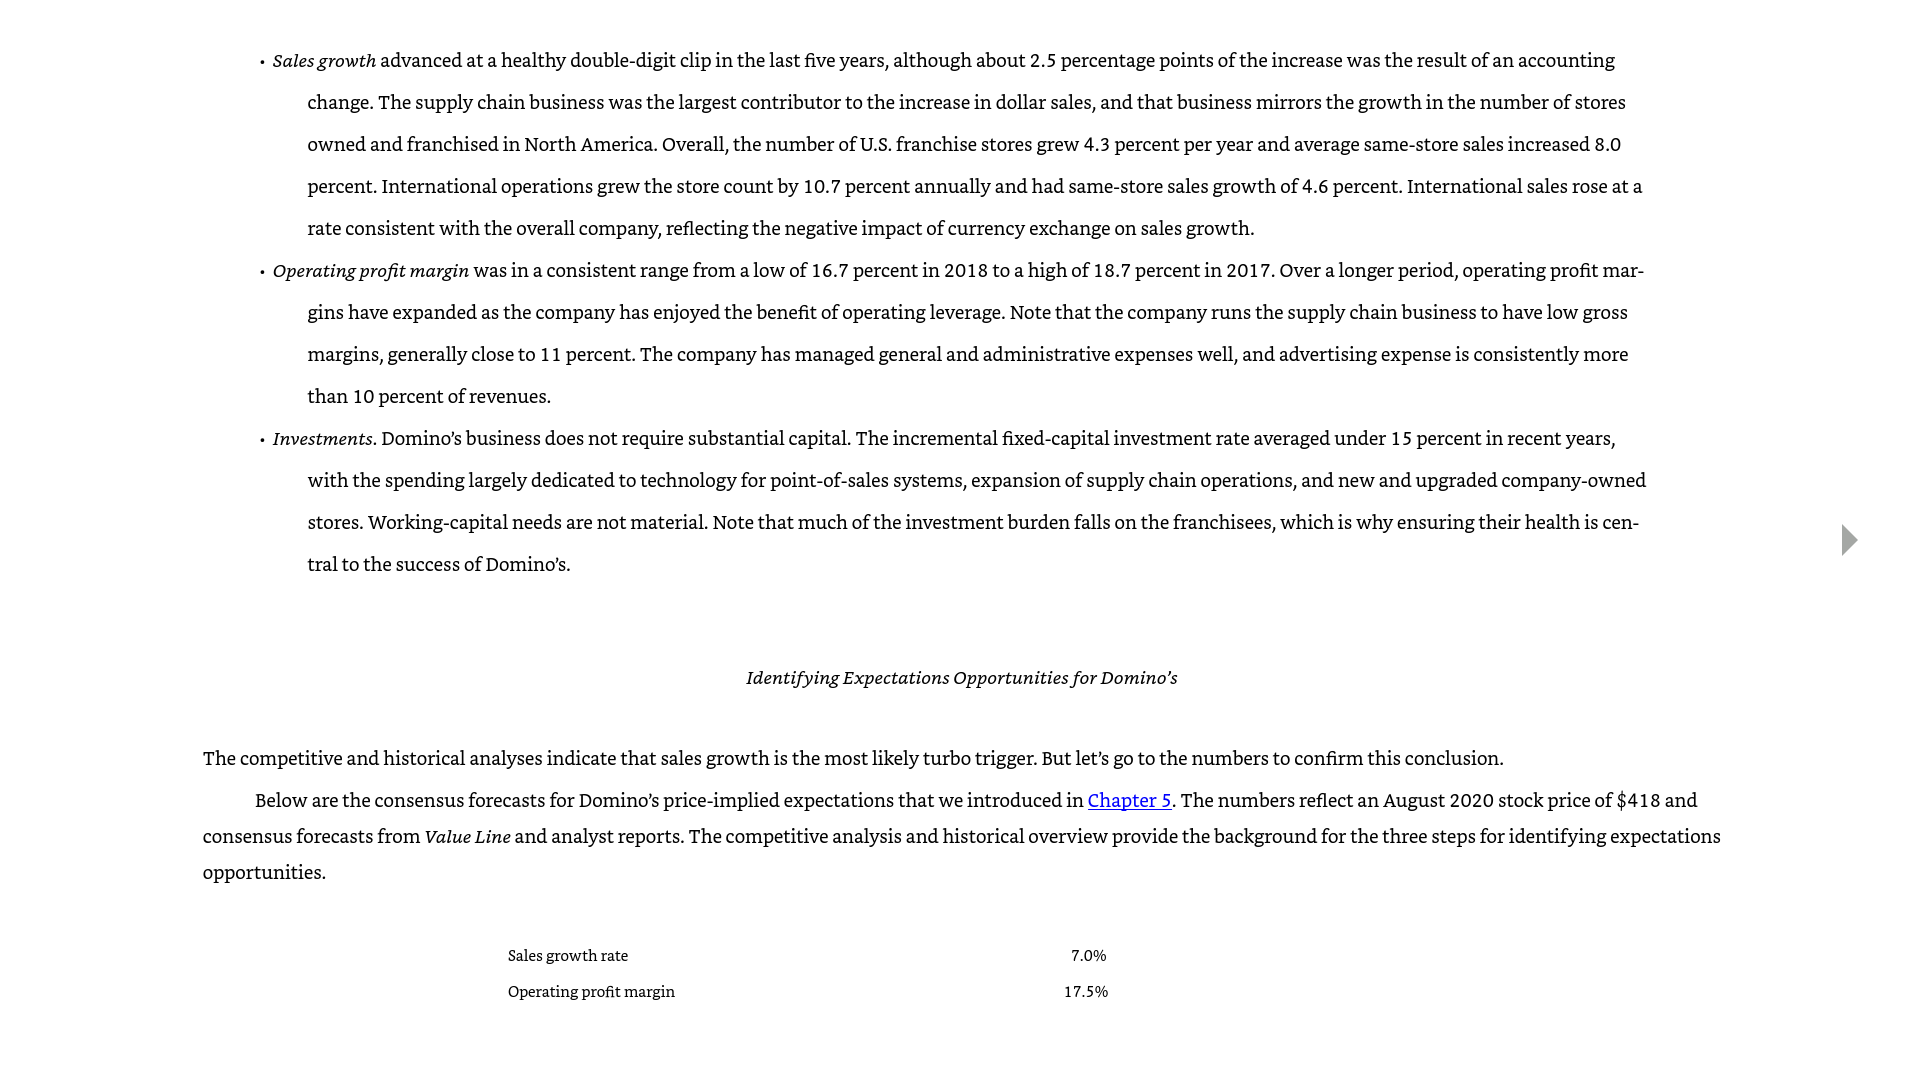 • Sales growth advanced at a healthy double-digit clip in the last five years, although about 2.5 percentage points of the increase was the result of an accounting
change. The supply chain business was the largest contributor to the increase in dollar sales, and that business mirrors the growth in the number of stores
owned and franchised in North America. Overall, the number of U.S. franchise stores grew 4.3 percent per year and average same-store sales increased 8.0
percent. International operations grew the store count by 10.7 percent annually and had same-store sales growth of 4.6 percent. International sales rose at a
rate consistent with the overall company, reflecting the negative impact of currency exchange on sales growth.
• Operating profit margin was in a consistent range from a low of 16.7 percent in 2018 to a high of 18.7 percent in 2017. Over a longer period, operating profit mar-
gins have expanded as the company has enjoyed the benefit of operating leverage. Note that the company runs the supply chain business to have low gross
margins, generally close to 11 percent. The company has managed general and administrative expenses well, and advertising expense is consistently more
than 10 percent of revenues.
• Investments. Domino’s business does not require substantial capital. The incremental fixed-capital investment rate averaged under 15 percent in recent years,
with the spending largely dedicated to technology for point-of-sales systems, expansion of supply chain operations, and new and upgraded company-owned
stores. Working-capital needs are not material. Note that much of the investment burden falls on the franchisees, which is why ensuring their health is cen-
tral to the success of Domino’s.
Identifying Expectations Opportunities for Domino’s
The competitive and historical analyses indicate that sales growth is the most likely turbo trigger. But let’s go to the numbers to confirm this conclusion.
Below are the consensus forecasts for Domino’s price-implied expectations that we introduced in Chapter 5. The numbers reflect an August 2020 stock price of $418 and
consensus forecasts from Value Line and analyst reports. The competitive analysis and historical overview provide the background for the three steps for identifying expectations
opportunities.
Sales growth rate 7.0%
Operating profit margin 17.5%